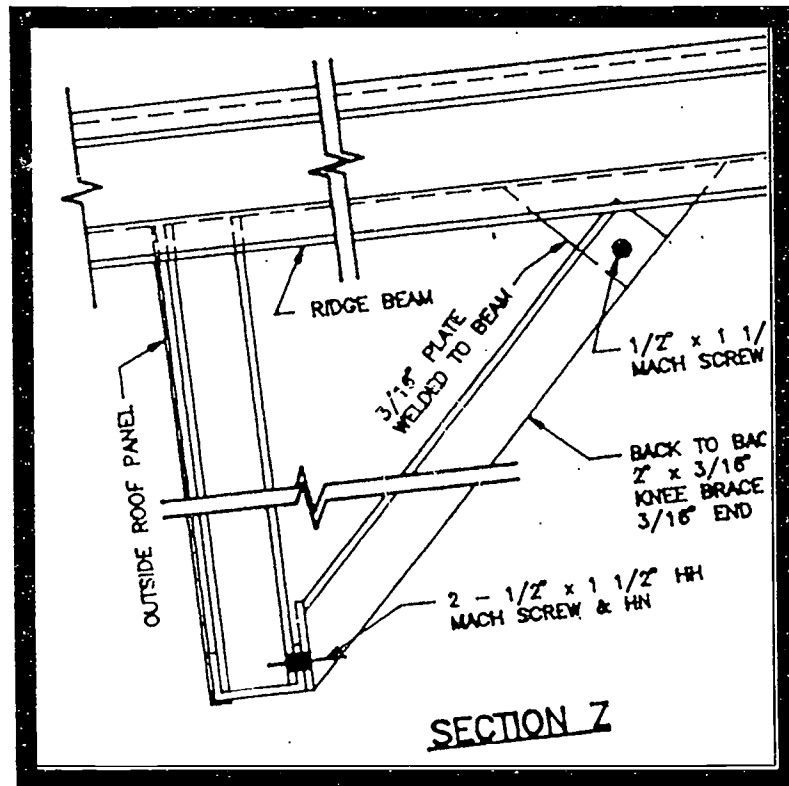 RIDGE BEAM
3/16" PLATE
WELDED TO BEAM
1/2" x 1 1/
MACH SCREW
OUTSIDE ROOF PANEL
BACK TO BAC
2" x 3/16"
KNEE BRACE
3/16" END
2 - 1/2" x 1 1/2" HH
MACH SCREW & HN
SECTION Z